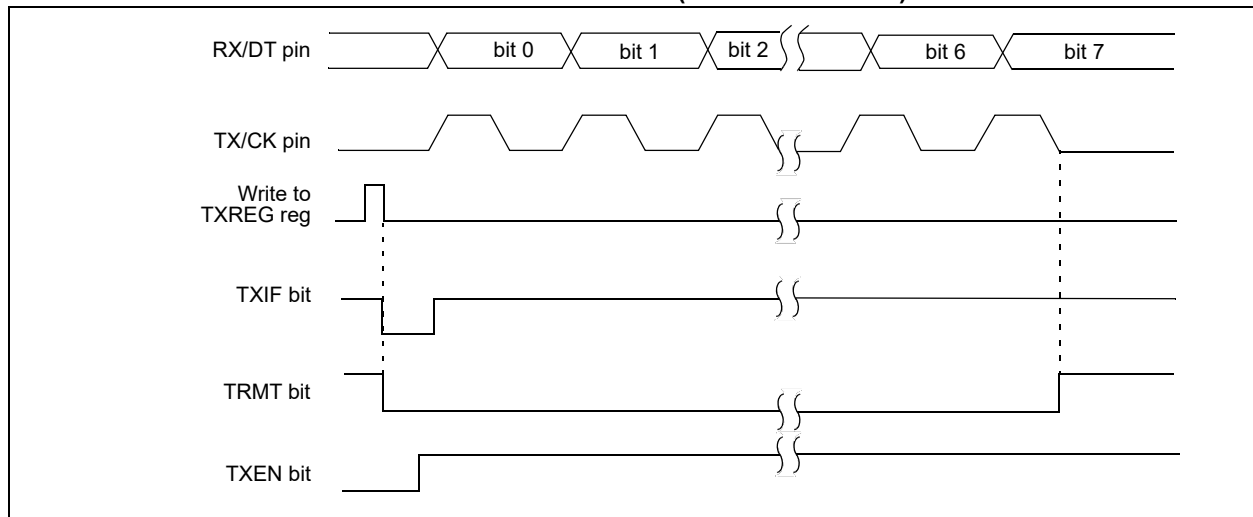 RX/DT pin
bit 0
bit 1
bit 2
bit 6
bit 7
TX/CK pin
Write to
TXREG reg
TXIF bit
TRMT bit
TXEN bit